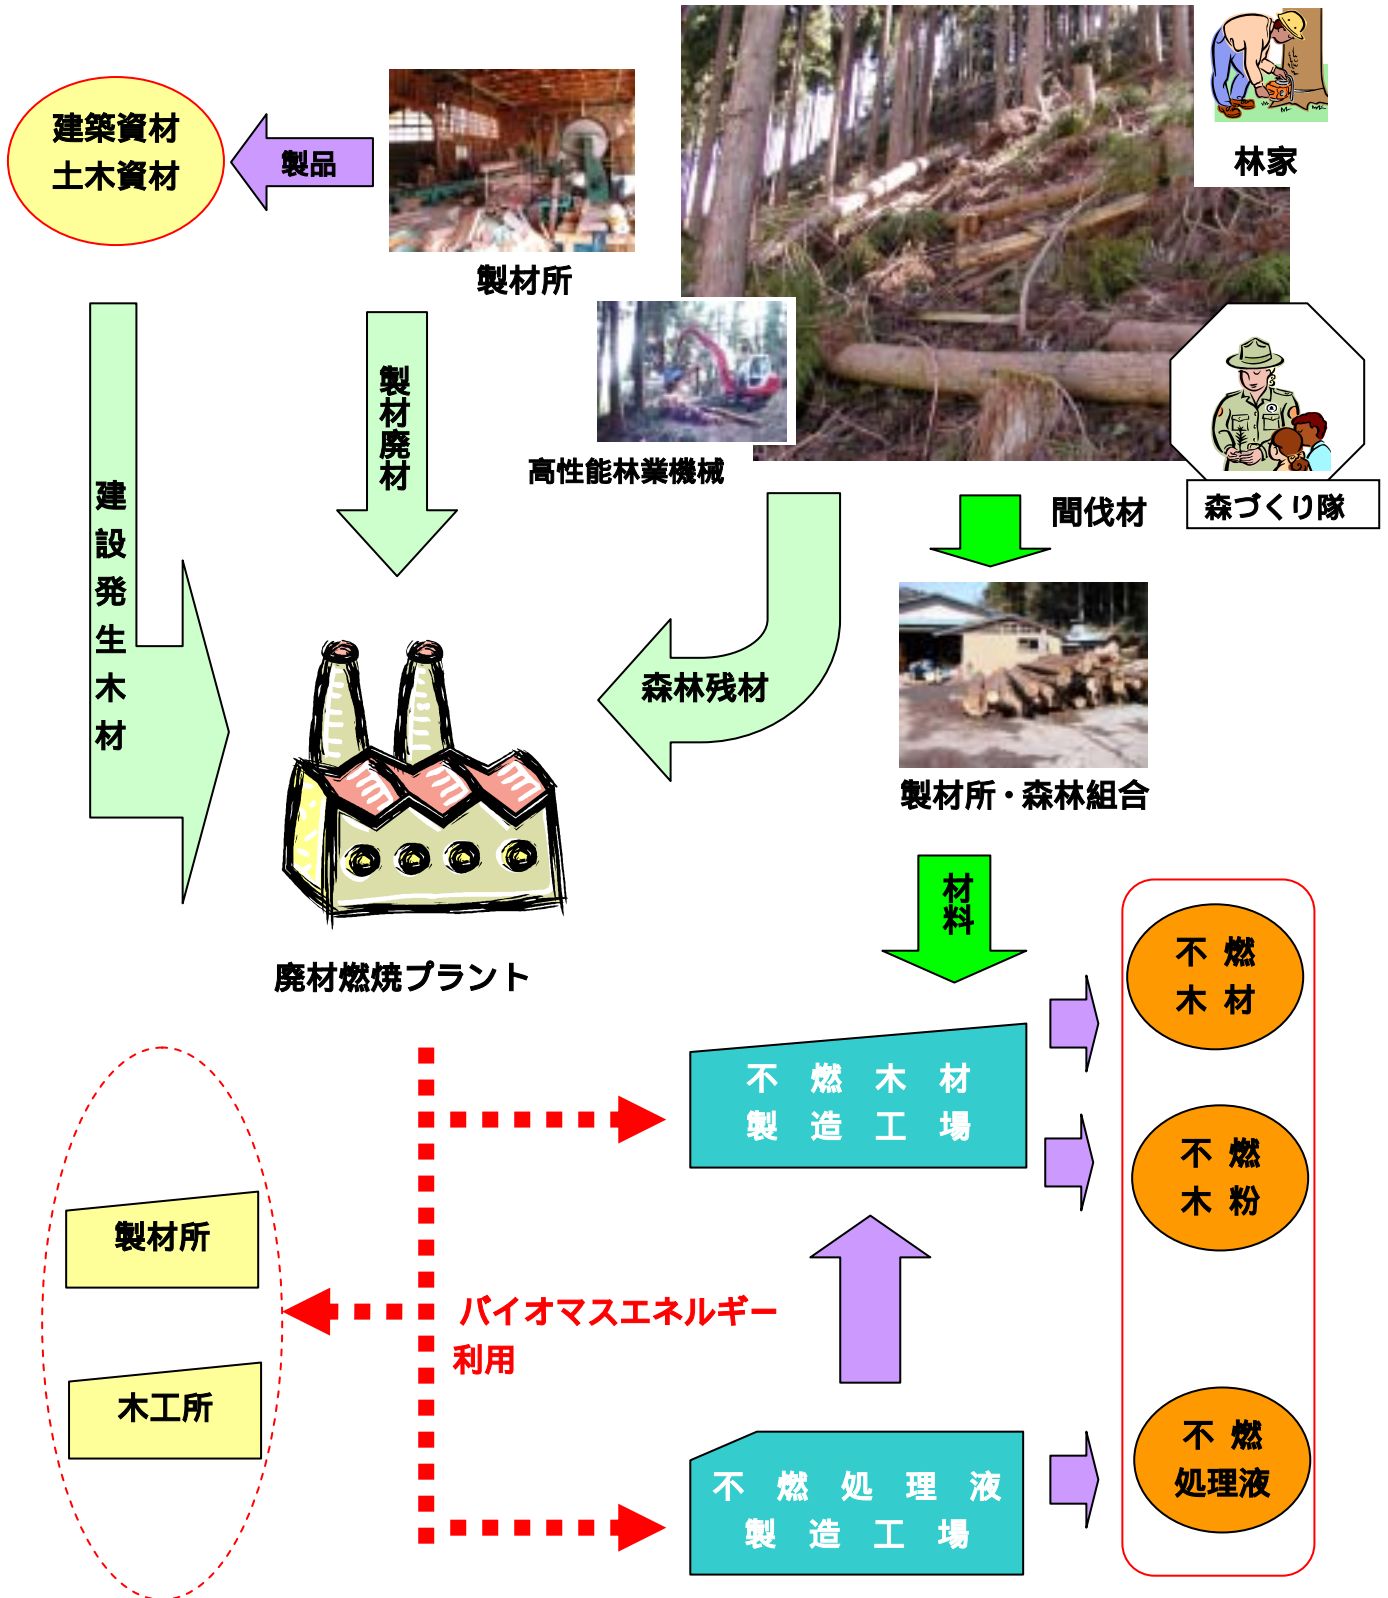 建築資材
土木資材
製品
製材所
林家
高性能林業機械
森づくり隊
製材廃材
建設発生木材
間伐材
森林残材
製材所・森林組合
材料
廃材燃焼プラント
不燃
木材
不燃木材
製造工場
不燃
木粉
製材所
バイオマスエネルギー
利用
木工所
不燃処理液
製造工場
不燃
処理液